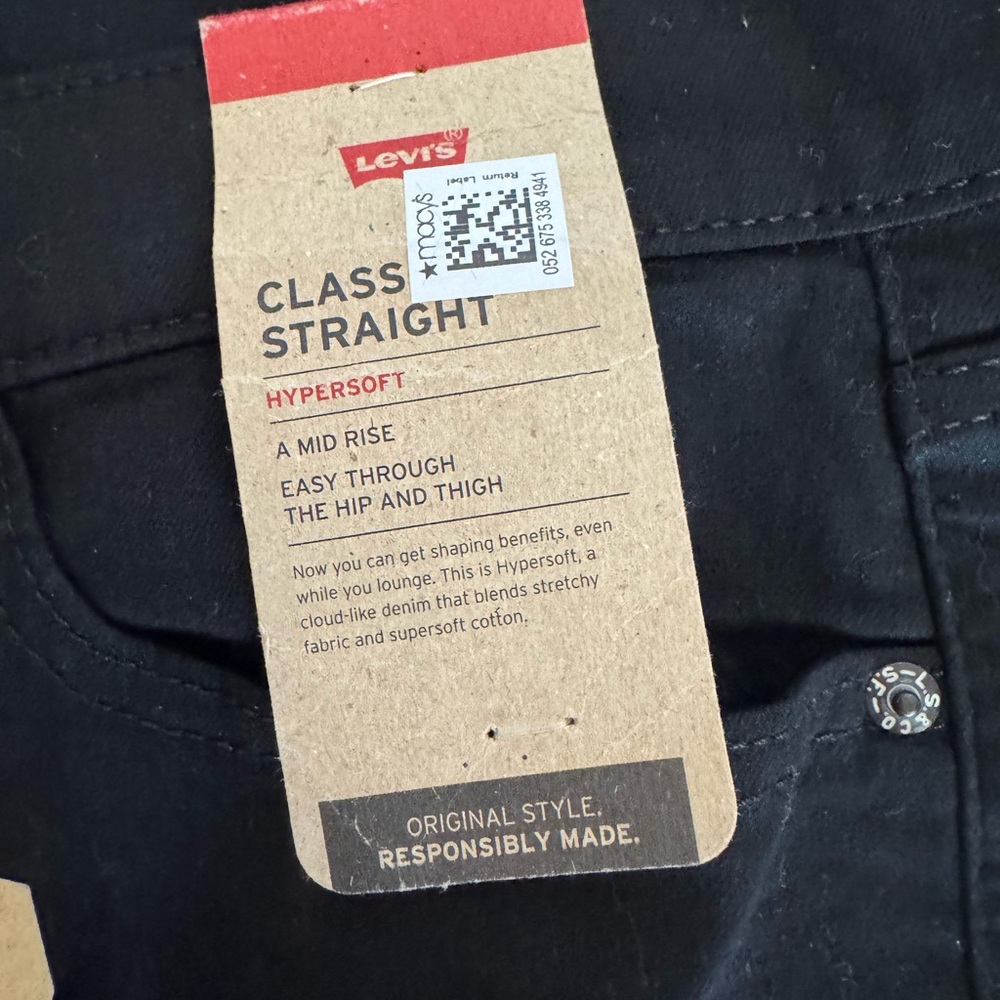 Levi's®
★macy's
Return Label
052 675 338 4941
CLASS
STRAIGHT
HYPERSOFT
A MID RISE
EASY THROUGH
THE HIP AND THIGH
Now you can get shaping benefits, even
while you lounge. This is Hypersoft, a
cloud-like denim that blends stretchy
fabric and supersoft cotton.
ORIGINAL STYLE.
RESPONSIBLY MADE.
L.S.&CO.–S.F.